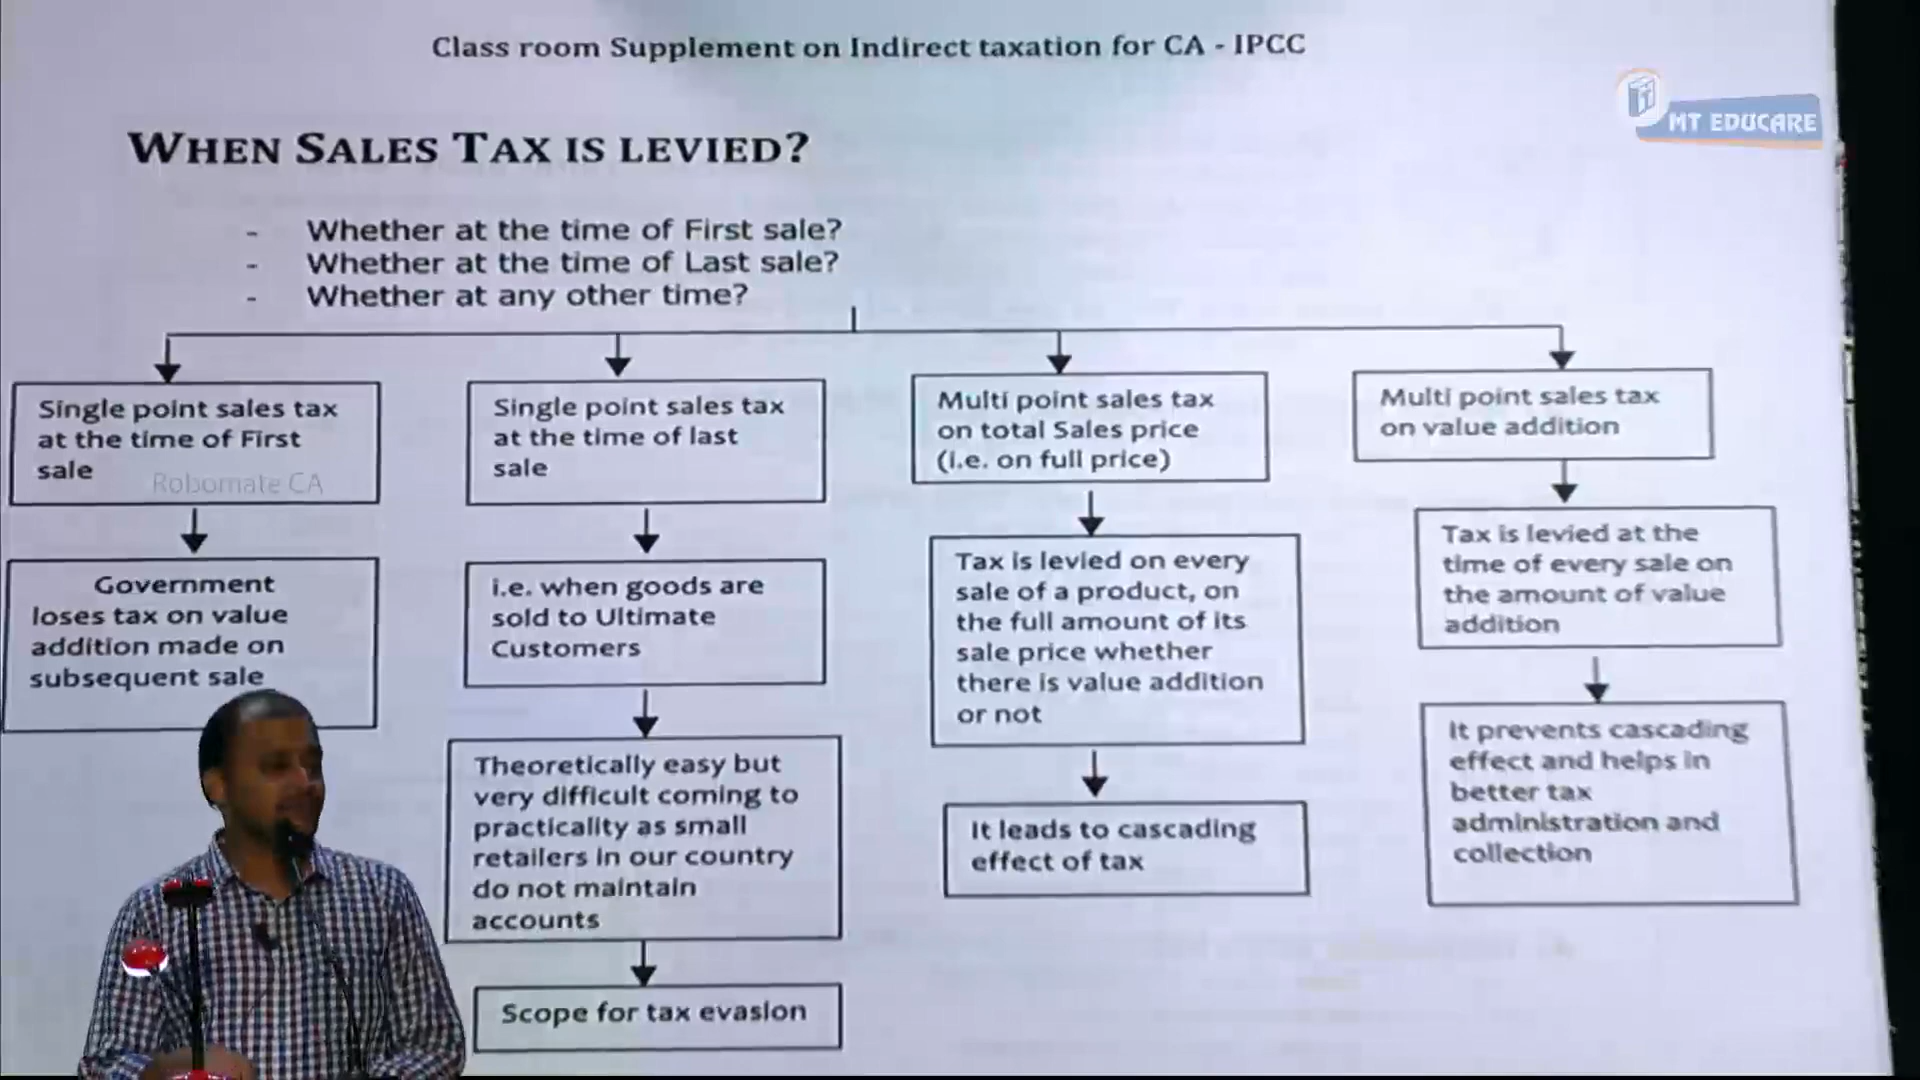 Class room Supplement on Indirect taxation for CA - IPCC
MT EDUCARE
WHEN SALES TAX IS LEVIED?
- Whether at the time of First sale?
- Whether at the time of Last sale?
- Whether at any other time?
Single point sales tax
at the time of First
sale
Robomate CA
Government
loses tax on value
addition made on
subsequent sale
Single point sales tax
at the time of last
sale
i.e. when goods are
sold to Ultimate
Customers
Theoretically easy but
very difficult coming to
practicality as small
retailers in our country
do not maintain
accounts
Scope for tax evasion
Multi point sales tax
on total Sales price
(i.e. on full price)
Tax is levied on every
sale of a product, on
the full amount of its
sale price whether
there is value addition
or not
It leads to cascading
effect of tax
Multi point sales tax
on value addition
Tax is levied at the
time of every sale on
the amount of value
addition
It prevents cascading
effect and helps in
better tax
administration and
collection